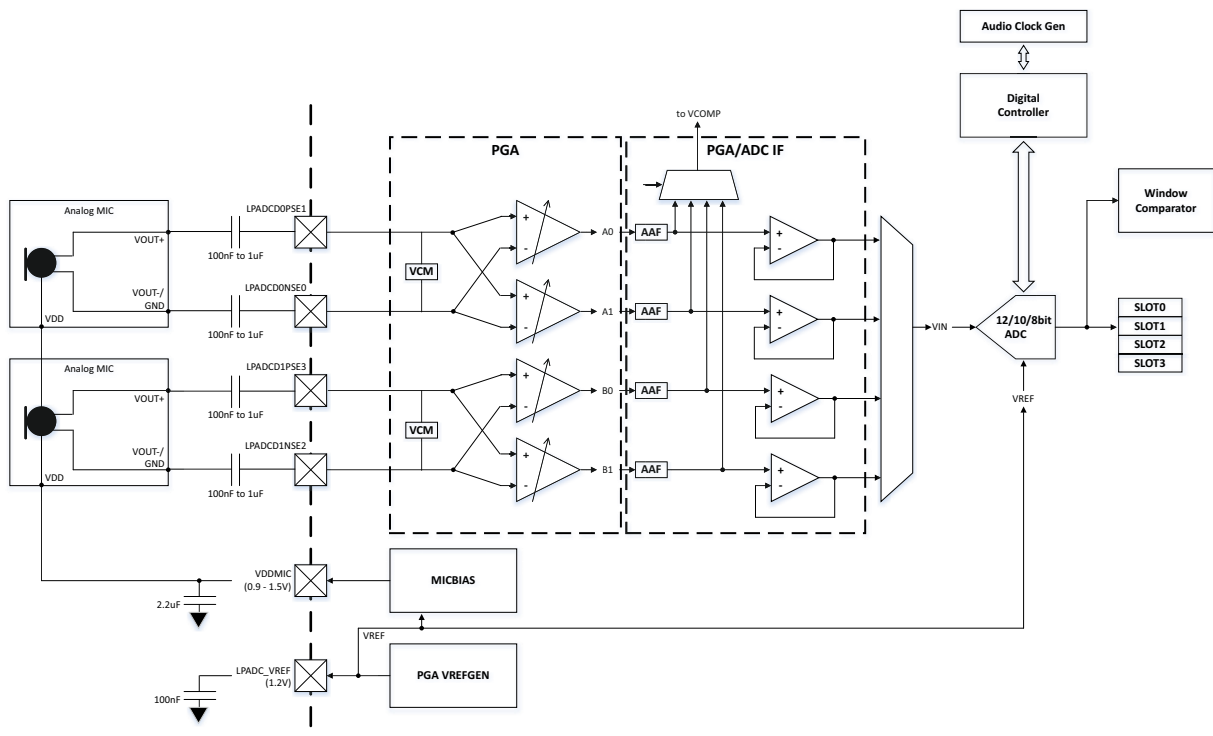 Audio Clock Gen
Digital
Controller
to VCOMP
PGA
PGA/ADC IF
Window
Comparator
Analog MIC
VOUT+
VOUT-/
GND
VDD
LPADCD0PSE1
100nF to 1uF
LPADCD0NSE0
100nF to 1uF
VCM
+
-
A0
AAF
+
-
+
-
A1
AAF
+
-
VIN
12/10/8bit
ADC
SLOT0
SLOT1
SLOT2
SLOT3
Analog MIC
VOUT+
VOUT-/
GND
VDD
LPADCD1PSE3
100nF to 1uF
LPADCD1NSE2
100nF to 1uF
VCM
+
-
B0
AAF
+
-
+
-
B1
AAF
+
-
VREF
VDDMIC
(0.9 - 1.5V)
2.2uF
MICBIAS
VREF
LPADC_VREF
(1.2V)
100nF
PGA VREFGEN